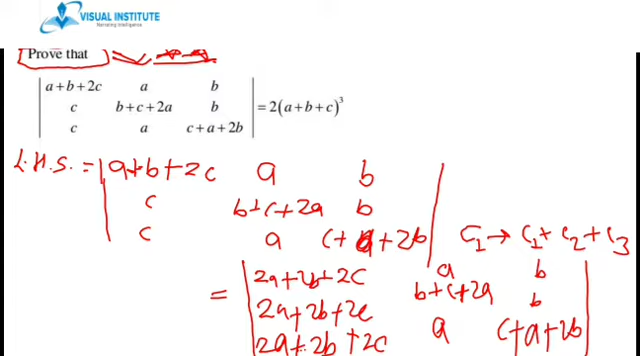 VISUAL INSTITUTE
Narrating Intelligence
Prove that
| a+b+2c a b |
| c b+c+2a b | = 2(a+b+c)³
| c a c+a+2b |
L.H.S. = | a+b+2c a b |
| c b+c+2a b |
| c a c+a+2b | C₁ → C₁+C₂+C₃
= | 2a+2b+2c a b |
| 2a+2b+2c b+c+2a b |
| 2a+2b+2c a c+a+2b |